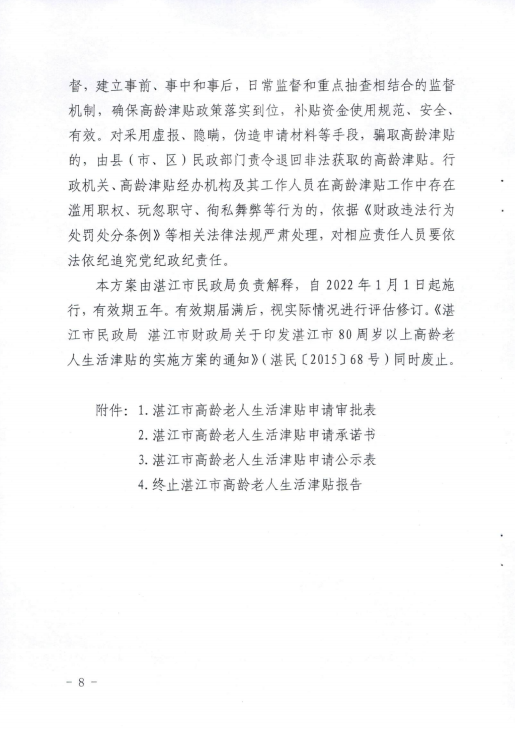 督，建立事前、事中和事后，日常监督和重点抽查相结合的监督
机制，确保高龄津贴政策落实到位，补贴资金使用规范、安全、
有效。对采用虚报、隐瞒，伪造申请材料等手段，骗取高龄津贴
的，由县（市、区）民政部门责令退回非法获取的高龄津贴。行
政机关、高龄津贴经办机构及其工作人员在高龄津贴工作中存在
滥用职权、玩忽职守、徇私舞弊等行为的，依据《财政违法行为
处罚处分条例》等相关法律法规严肃处理，对相应责任人员要依
法依纪追究党纪政纪责任。
本方案由湛江市民政局负责解释，自 2022 年 1 月 1 日起施
行，有效期五年。有效期届满后，视实际情况进行评估修订。《湛
江市民政局 湛江市财政局关于印发湛江市 80 周岁以上高龄老
人生活津贴的实施方案的通知》（湛民〔2015〕68 号）同时废止。
附件：1.湛江市高龄老人生活津贴申请审批表
2.湛江市高龄老人生活津贴申请承诺书
3.湛江市高龄老人生活津贴申请公示表
4.终止湛江市高龄老人生活津贴报告
- 8 -